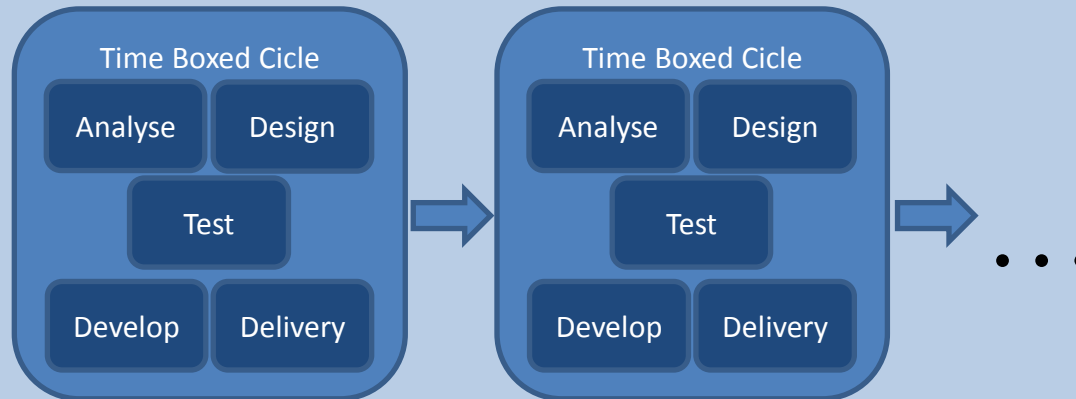 Time Boxed Cicle
Analyse
Design
Test
Develop
Delivery
Time Boxed Cicle
Analyse
Design
Test
Develop
Delivery
. . .